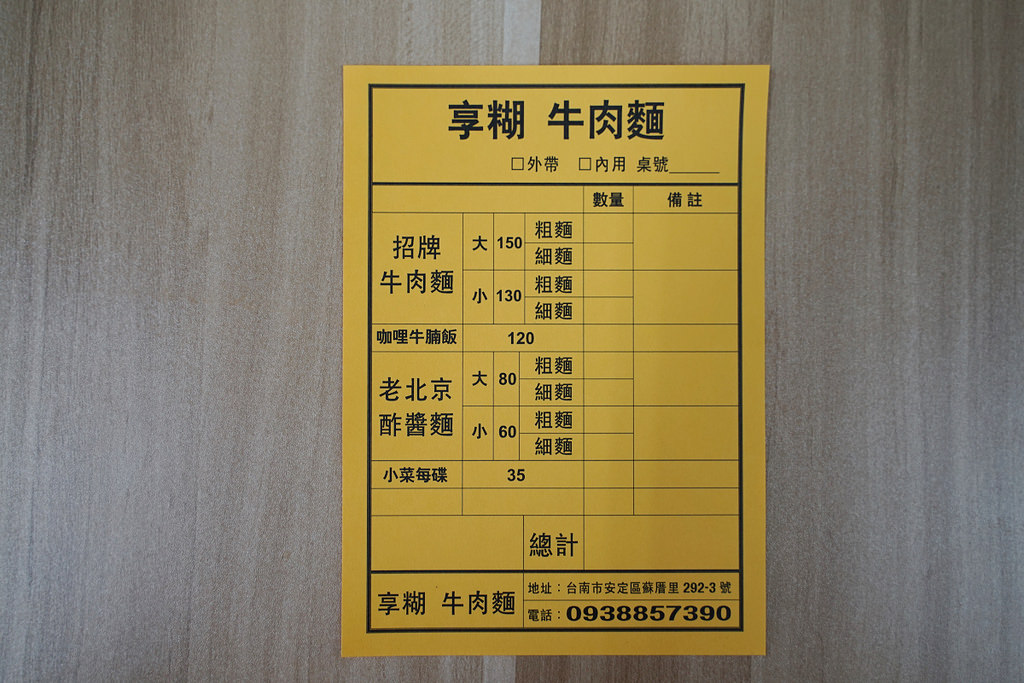 享糊 牛肉麵
□外帶 □內用 桌號______
數量 備註
招牌
牛肉麵
大 150 粗麵
細麵
小 130 粗麵
細麵
咖哩牛腩飯 120
老北京
酢醬麵
大 80 粗麵
細麵
小 60 粗麵
細麵
小菜每碟 35
總計
享糊 牛肉麵
地址：台南市安定區蘇厝里 292-3 號
電話：0938857390